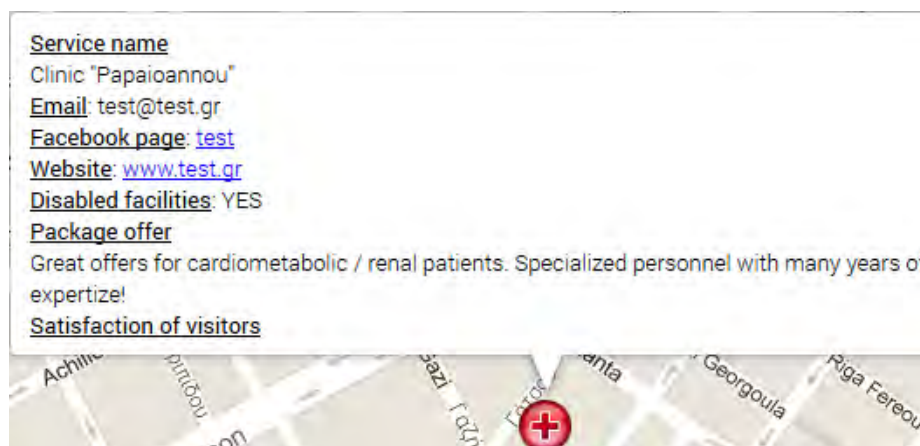 Service name
Clinic "Papaioannou"
Email: test@test.gr
Facebook page: test
Website: www.test.gr
Disabled facilities: YES
Package offer
Great offers for cardiometabolic / renal patients. Specialized personnel with many years of
expertize!
Satisfaction of visitors
Georgoula
Riga Fereou